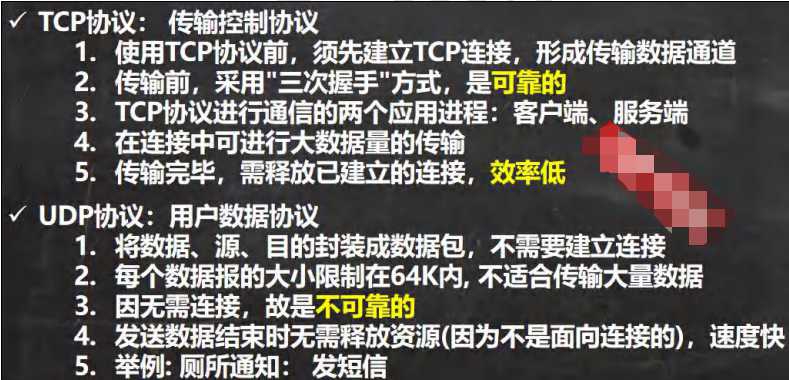 ✓ TCP协议： 传输控制协议
1. 使用TCP协议前，须先建立TCP连接，形成传输数据通道
2. 传输前，采用"三次握手"方式，是可靠的
3. TCP协议进行通信的两个应用进程：客户端、服务端
4. 在连接中可进行大数据量的传输
5. 传输完毕，需释放已建立的连接，效率低
✓ UDP协议：用户数据协议
1. 将数据、源、目的封装成数据包，不需要建立连接
2. 每个数据报的大小限制在64K内, 不适合传输大量数据
3. 因无需连接，故是不可靠的
4. 发送数据结束时无需释放资源(因为不是面向连接的)，速度快
5. 举例: 厕所通知： 发短信